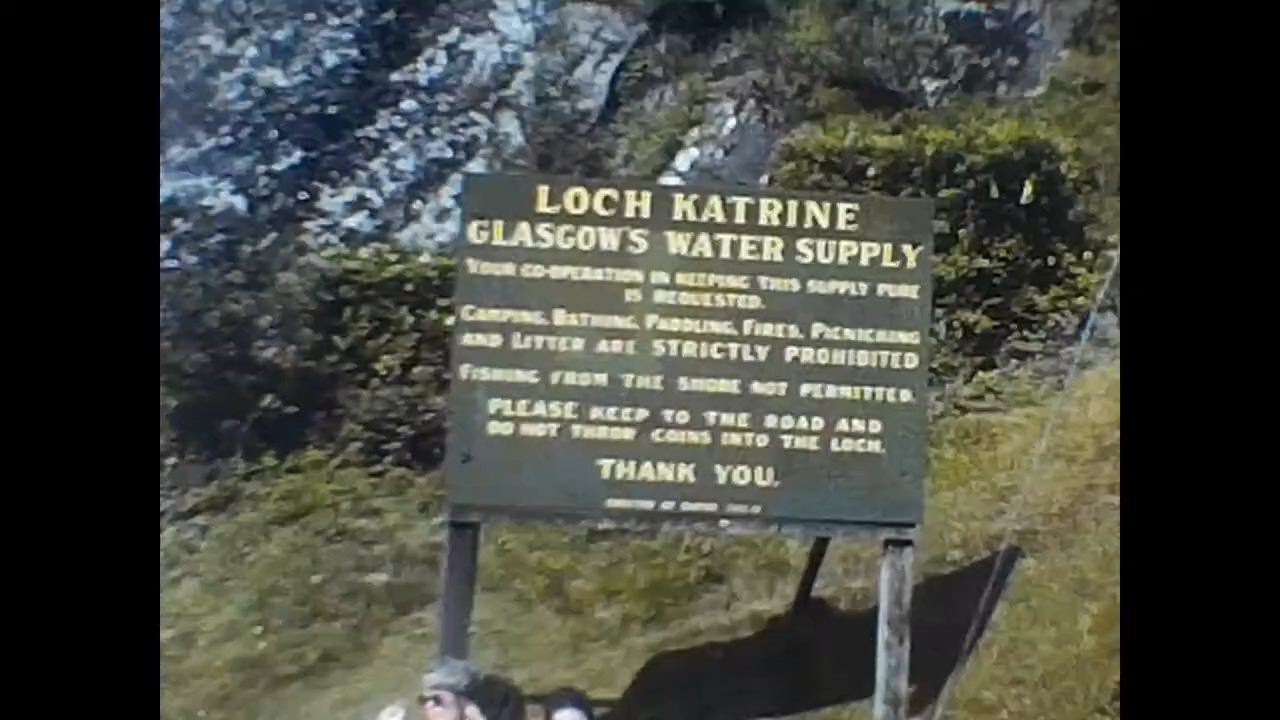 LOCH KATRINE
GLASGOW'S WATER SUPPLY
YOUR CO-OPERATION IN KEEPING THIS SUPPLY PURE
IS REQUESTED.
CAMPING, BATHING, PADDLING, FIRES, PICNICKING
AND LITTER ARE STRICTLY PROHIBITED
FISHING FROM THE SHORE NOT PERMITTED.
PLEASE KEEP TO THE ROAD AND
DO NOT THROW COINS INTO THE LOCH.
THANK YOU.